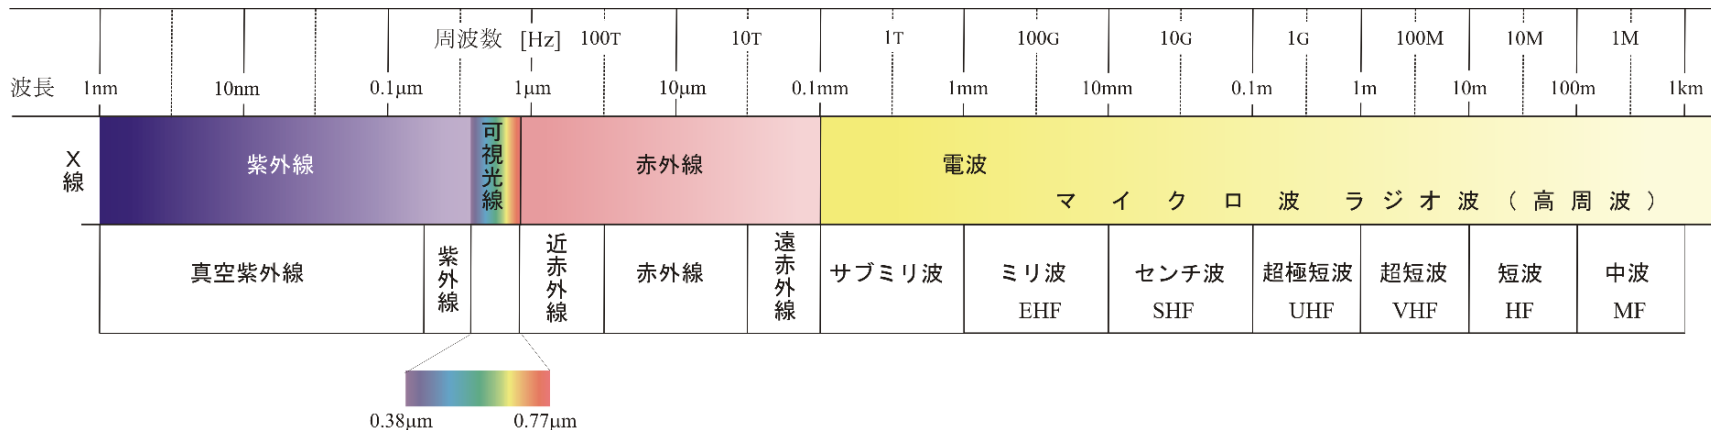 周波数 [Hz] 100T 10T 1T 100G 10G 1G 100M 10M 1M
波長 1nm 10nm 0.1μm 1μm 10μm 0.1mm 1mm 10mm 0.1m 1m 10m 100m 1km
X線
紫外線
可視光線
赤外線
電波
マイクロ波 ラジオ波(高周波)
真空紫外線
紫外線
近赤外線
赤外線
遠赤外線
サブミリ波
ミリ波
EHF
センチ波
SHF
超極短波
UHF
超短波
VHF
短波
HF
中波
MF
0.38μm 0.77μm